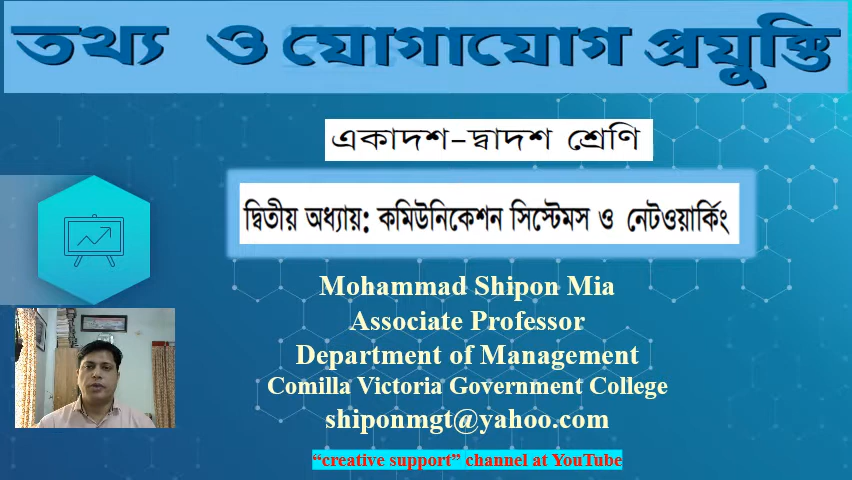 তথ্য ও যোগাযোগ প্রযুক্তি
একাদশ-দ্বাদশ শ্রেণি
দ্বিতীয় অধ্যায়: কমিউনিকেশন সিস্টেমস ও নেটওয়ার্কিং
Mohammad Shipon Mia
Associate Professor
Department of Management
Comilla Victoria Government College
shiponmgt@yahoo.com
“creative support” channel at YouTube